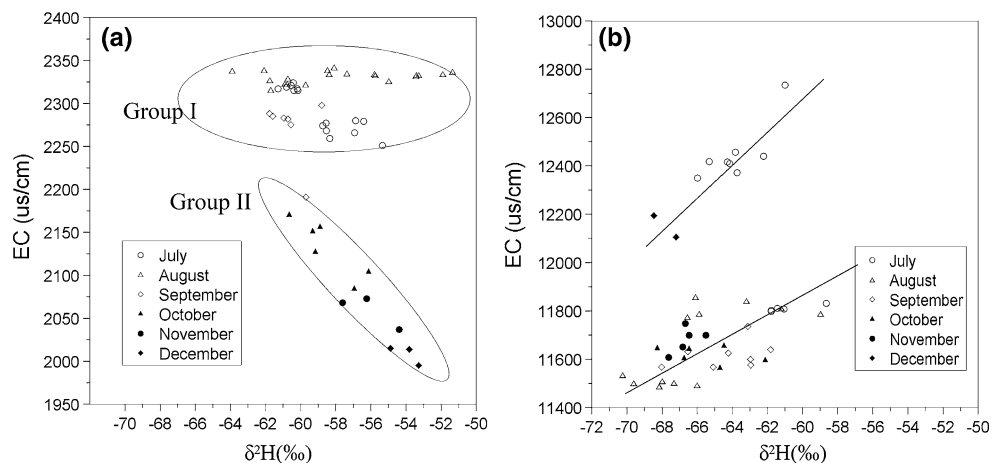 (a)
2400
2350
2300
2250
2200
2150
2100
2050
2000
1950
EC (us/cm)
Group I
Group II
July
August
September
October
November
December
-70 -68 -66 -64 -62 -60 -58 -56 -54 -52 -50
δ²H(‰)
(b)
13000
12800
12600
12400
12200
12000
11800
11600
11400
EC (us/cm)
July
August
September
October
November
December
-72 -70 -68 -66 -64 -62 -60 -58 -56 -54 -52 -50
δ²H(‰)